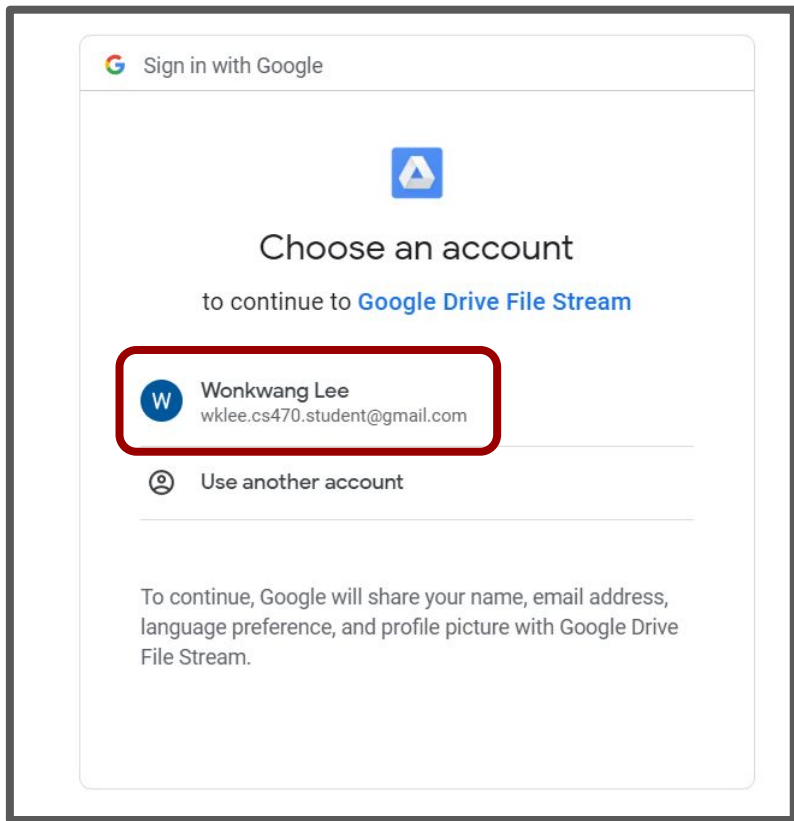 Sign in with Google
Choose an account
to continue to Google Drive File Stream
W
Wonkwang Lee
wklee.cs470.student@gmail.com
Use another account
To continue, Google will share your name, email address,
language preference, and profile picture with Google Drive
File Stream.